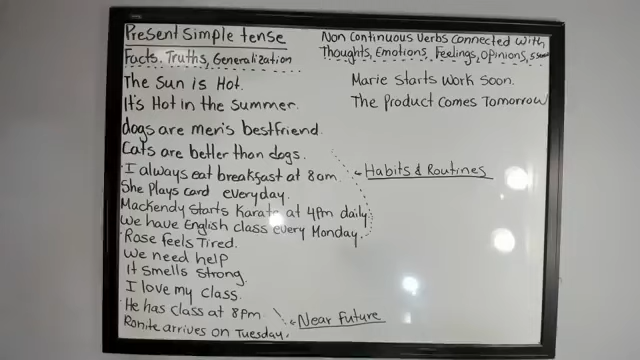 Present Simple tense
Facts, Truths, Generalization
The Sun is Hot.
It's Hot in the Summer.
dogs are men's bestfriend.
Cats are better than dogs.
I always eat breakfast at 8am.
She Plays card everyday.
Mackendy starts Karate at 4pm daily.
We have English class every Monday.
Rose feels Tired.
We need help
It smells strong.
I love my class.
He has class at 8pm
Ronite arrives on Tuesday.
Non Continuous Verbs connected with
Thoughts, Emotions, Feelings, opinions, 5
Marie Starts Work Soon.
The Product Comes Tomorrow
Habits & Routines
Near Future